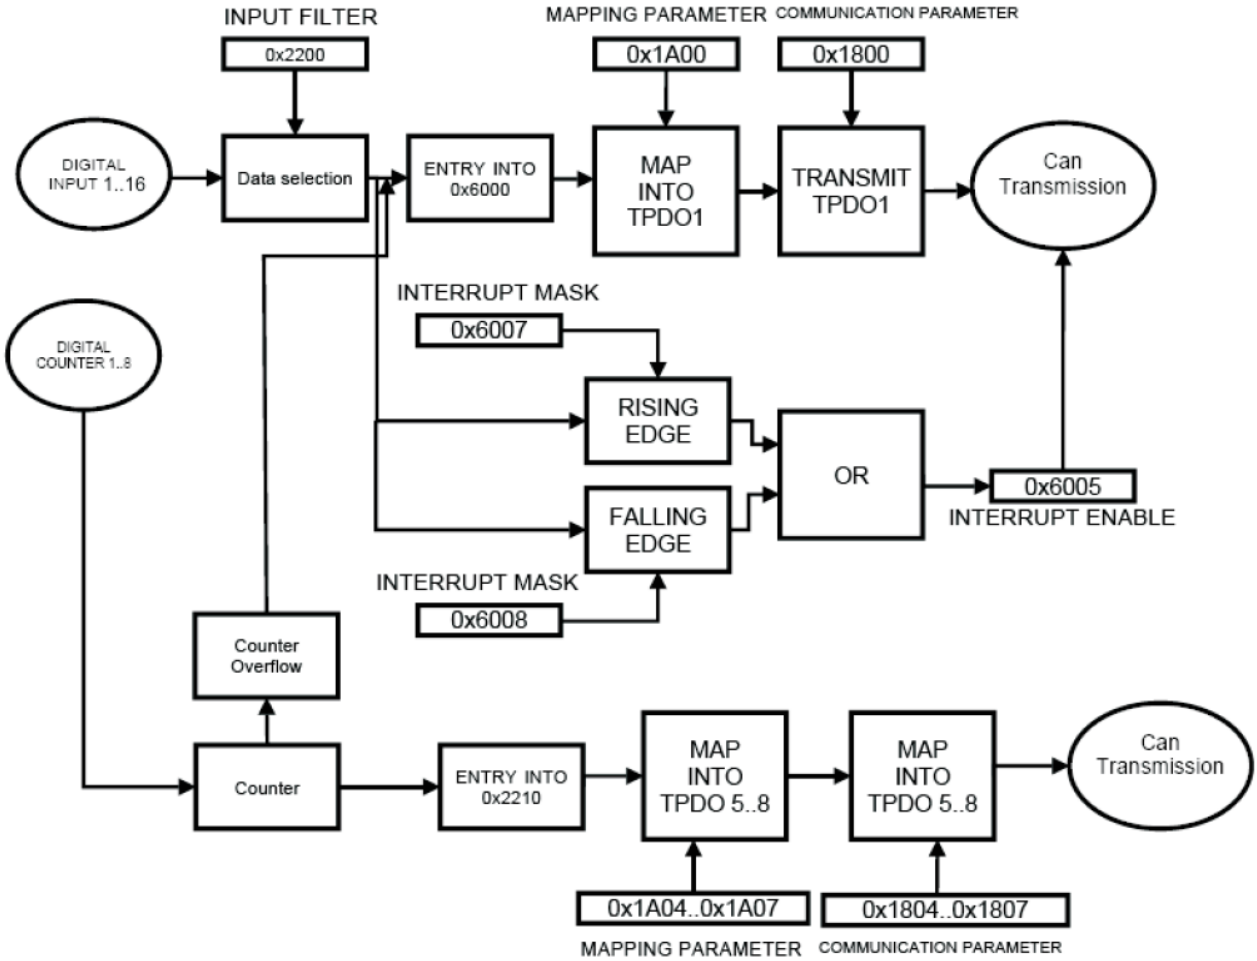 INPUT FILTER
0x2200
MAPPING PARAMETER
0x1A00
COMMUNICATION PARAMETER
0x1800
DIGITAL
INPUT 1..16
Data selection
ENTRY INTO
0x6000
MAP
INTO
TPDO1
TRANSMIT
TPDO1
Can
Transmission
INTERRUPT MASK
0x6007
DIGITAL
COUNTER 1..8
RISING
EDGE
OR
FALLING
EDGE
0x6005
INTERRUPT ENABLE
INTERRUPT MASK
0x6008
Counter
Overflow
Counter
ENTRY INTO
0x2210
MAP
INTO
TPDO 5..8
MAP
INTO
TPDO 5..8
Can
Transmission
0x1A04..0x1A07
MAPPING PARAMETER
0x1804..0x1807
COMMUNICATION PARAMETER